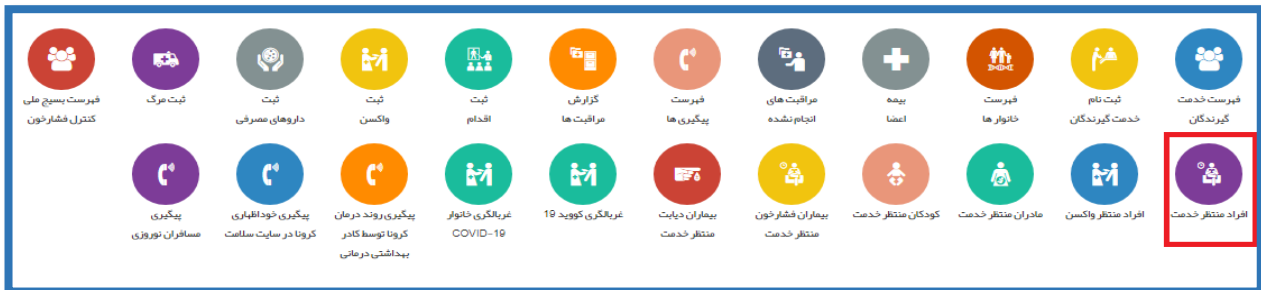 فهرست خدمت
گیرندگان
ثبت نام
خدمت گیرندگان
فهرست
خانوار ها
بیمه
اعضا
مراقبت های
انجام نشده
فهرست
پیگیری ها
گزارش
مراقبت ها
ثبت
اقدام
ثبت
واکسن
ثبت
داروهای مصرفی
ثبت مرگ
فهرست بسیج ملی
کنترل فشارخون
افراد منتظر خدمت
افراد منتظر واکسن
مادران منتظر خدمت
کودکان منتظر خدمت
بیماران فشارخون
منتظر خدمت
بیماران دیابت
منتظر خدمت
غربالگری کووید 19
غربالگری خانوار
COVID-19
پیگیری روند درمان
کرونا توسط کادر
بهداشتی درمانی
پیگیری خوداظهاری
کرونا در سایت سلامت
پیگیری
مسافران نوروزی